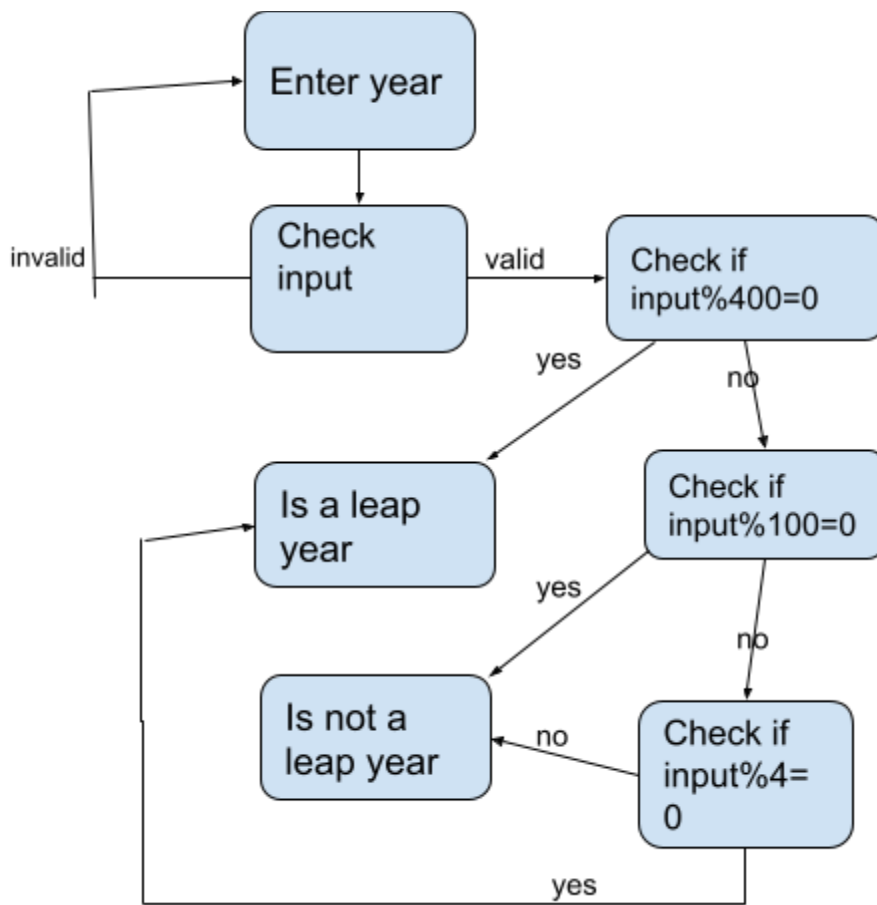 Enter year
Check
input
invalid
valid
Check if
input%400=0
yes
no
Is a leap
year
Check if
input%100=0
yes
no
Is not a
leap year
no
Check if
input%4=
0
yes